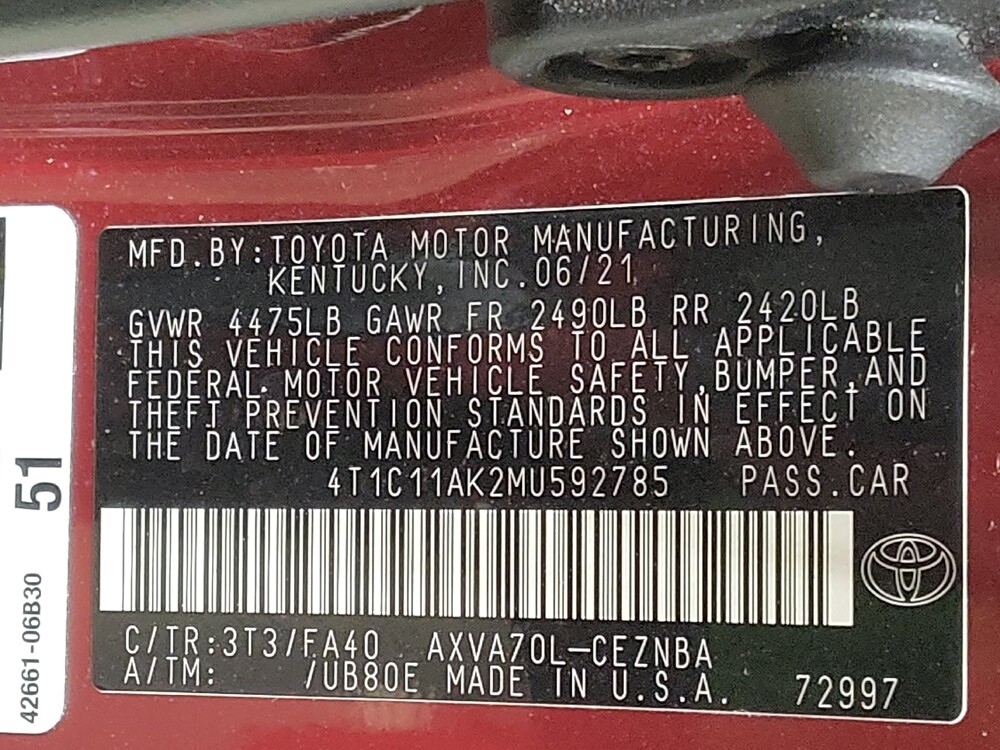 MFD.BY:TOYOTA MOTOR MANUFACTURING,
KENTUCKY, INC. 06/21
GVWR 4475LB GAWR FR 2490LB RR 2420LB
THIS VEHICLE CONFORMS TO ALL APPLICABLE
FEDERAL MOTOR VEHICLE SAFETY, BUMPER, AND
THEFT PREVENTION STANDARDS IN EFFECT ON
THE DATE OF MANUFACTURE SHOWN ABOVE.
4T1C11AK2MU592785 PASS.CAR
C/TR:3T3/FA40 AXVA70L-CEZNBA
A/TM: /UB80E MADE IN U.S.A. 72997
51
42661-06B30